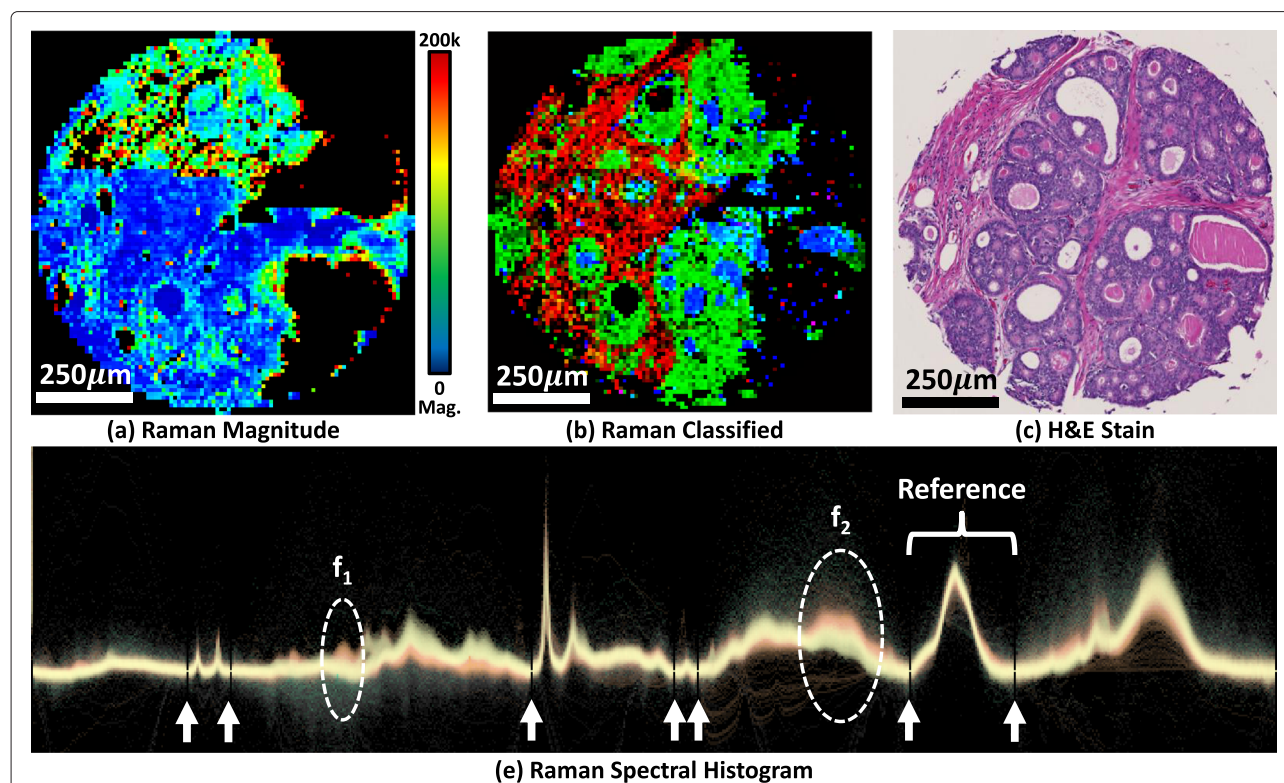 200k
0
Mag.
250μm
250μm
250μm
(a) Raman Magnitude
(b) Raman Classified
(c) H&E Stain
Reference
f₁
f₂
(e) Raman Spectral Histogram